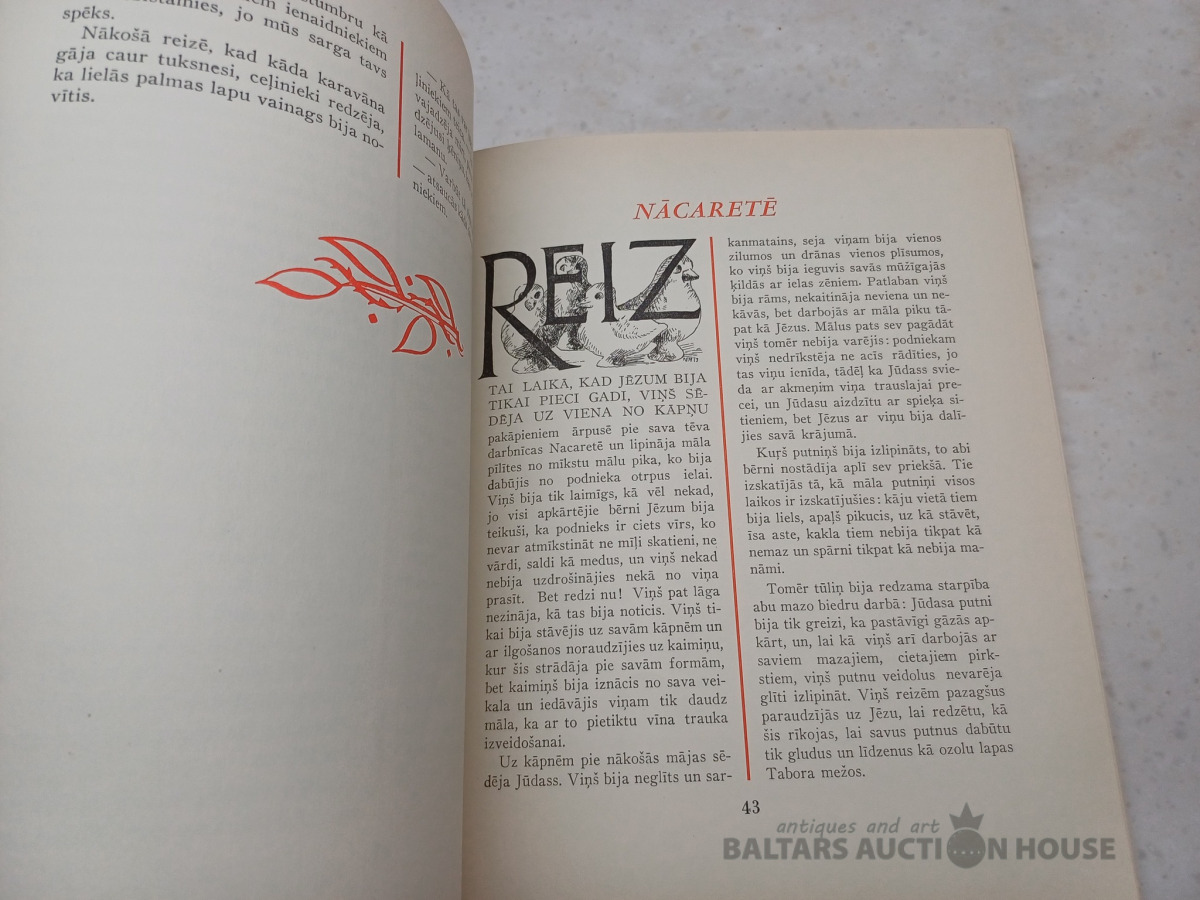 stumbru kā
iem ienaidniekiem
stāmies, jo mūs sarga tavs
spēks.
Nākošā reizē, kad kāda karavāna
gāja caur tuksnesi, ceļinieki redzēja,
ka lielās palmas lapu vainags bija no-
vītis.
— Kā
lamanu.
niekiem.
NĀCARETĒ
REIZ
TAI LAIKĀ, KAD JĒZUM BIJA
TIKAI PIECI GADI, VIŅŠ SĒ-
DĒJA UZ VIENA NO KĀPŅU
pakāpieniem ārpusē pie sava tēva
darbnīcas Nacaretē un lipināja māla
pīlītes no mīkstu mālu pika, ko bija
dabūjis no podnieka otrpus ielai.
Viņš bija tik laimīgs, kā vēl nekad,
jo visi apkārtējie bērni Jēzum bija
teikuši, ka podnieks ir ciets vīrs, ko
nevar atmīkstināt ne mīļi skatieni, ne
vārdi, saldi kā medus, un viņš nekad
nebija uzdrošinājies nekā no viņa
prasīt. Bet redzi nu! Viņš pat lāga
nezināja, kā tas bija noticis. Viņš ti-
kai bija stāvējis uz savām kāpnēm un
ar ilgošanos noraudzījies uz kaimiņu,
kur šis strādāja pie savām formām,
bet kaimiņš bija iznācis no sava vei-
kala un iedāvājis viņam tik daudz
māla, ka ar to pietiktu vīna trauka
izveidošanai.
Uz kāpnēm pie nākošās mājas sē-
dēja Jūdass. Viņš bija neglīts un sar-
kanmatains, seja viņam bija vienos
zilumos un drānas vienos plīsumos,
ko viņš bija ieguvis savās mūžīgajās
ķildās ar ielas zēniem. Patlaban viņš
bija rāms, nekaitināja neviena un ne-
kāvās, bet darbojās ar māla piku tā-
pat kā Jēzus. Mālus pats sev pagādāt
viņš tomēr nebija varējis: podniekam
viņš nedrīkstēja ne acīs rādīties, jo
tas viņu ienīda, tādēļ ka Jūdass svie-
da ar akmeņim viņa trauslajai pre-
cei, un Jūdasu aizdzītu ar spieķa si-
tieniem, bet Jēzus ar viņu bija dalī-
jies savā krājumā.
Kuŗš putniņš bija izlipināts, to abi
bērni nostādīja aplī sev priekšā. Tie
izskatījās tā, kā māla putniņi visos
laikos ir izskatījušies: kāju vietā tiem
bija liels, apaļš pikucis, uz kā stāvēt,
īsa aste, kakla tiem nebija tikpat kā
nemaz un spārni tikpat kā nebija ma-
nāmi.
Tomēr tūliņ bija redzama starpība
abu mazo biedru darbā: Jūdasa putni
bija tik greizi, ka pastāvīgi gāzās ap-
kārt, un, lai kā viņš arī darbojās ar
saviem mazajiem, cietajiem pirk-
stiem, viņš putnu veidolus nevarēja
glīti izlipināt. Viņš reizēm pazagšus
paraudzījās uz Jēzu, lai redzētu, kā
šis rīkojas, lai savus putnus dabūtu
tik gludus un līdzenus kā ozolu lapas
Tabora mežos.
43
antiques and art
BALTARS AUCTION HOUSE